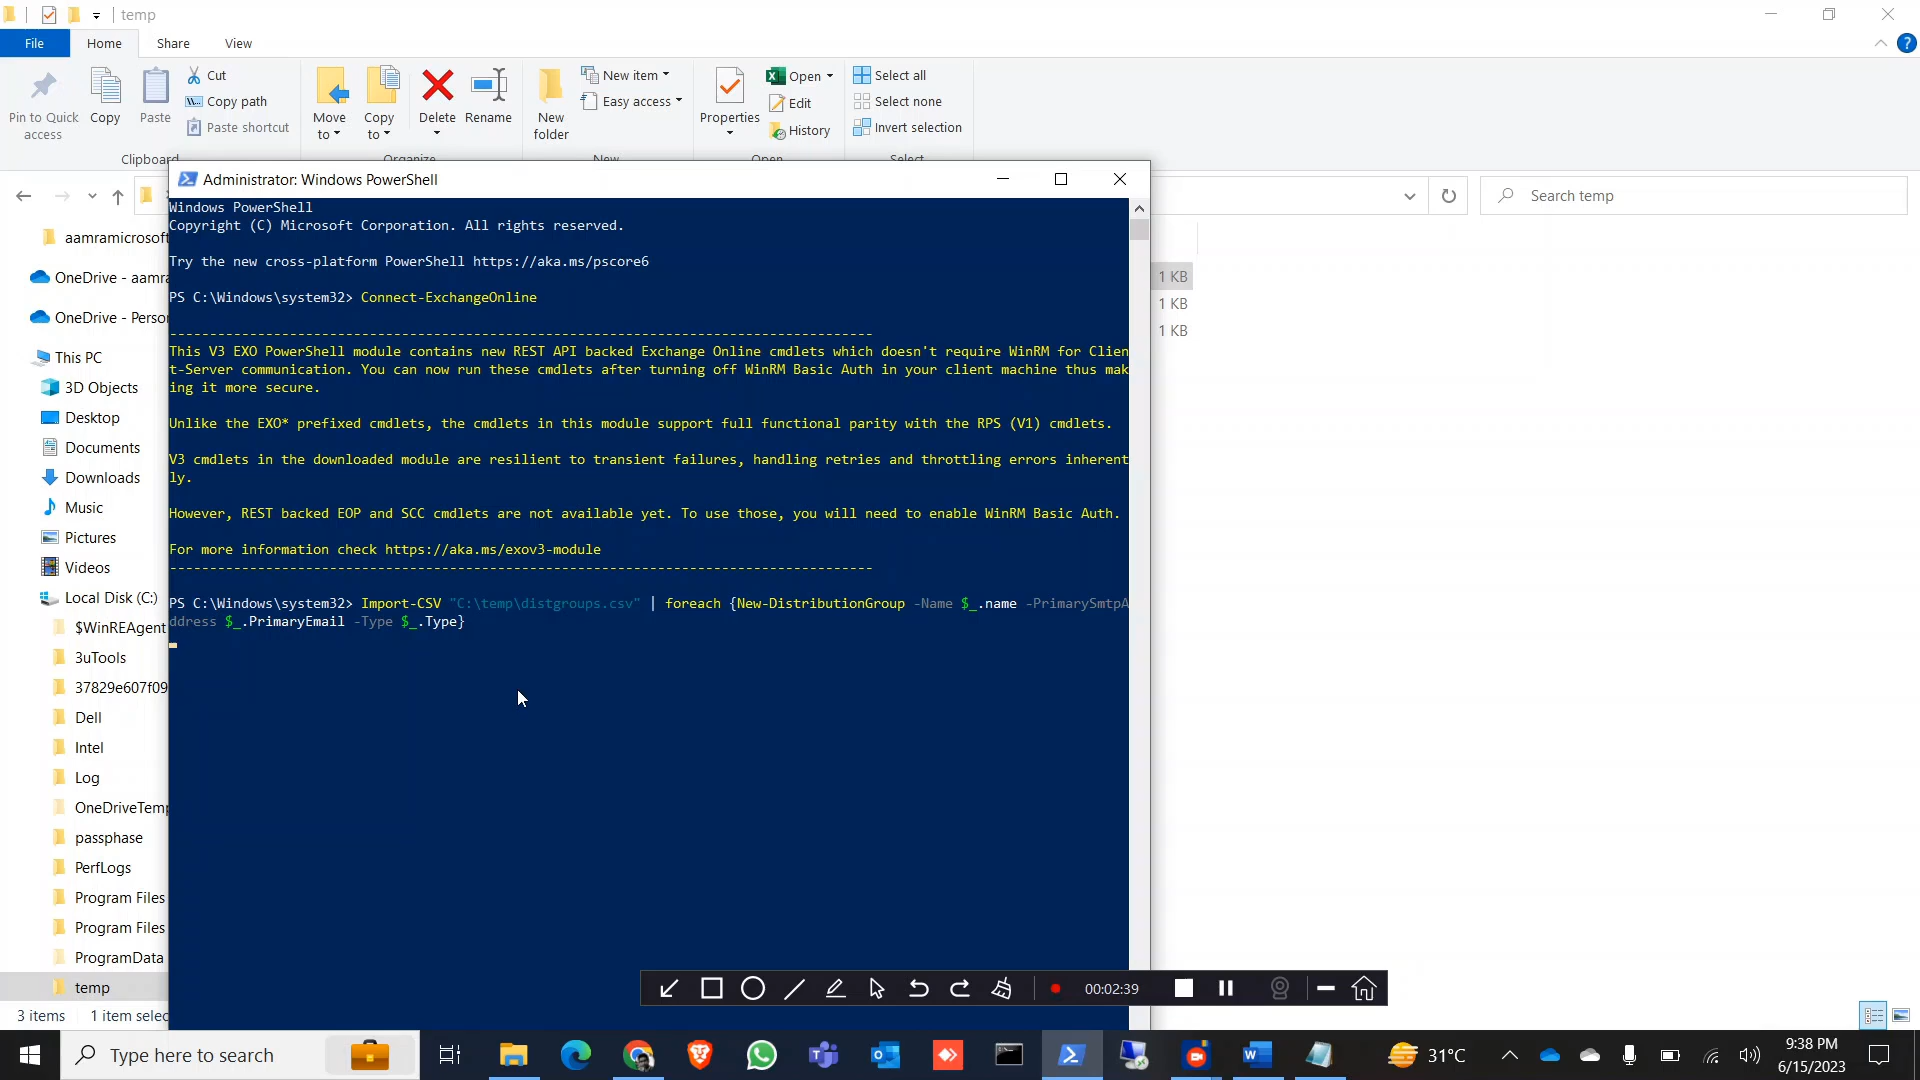 temp
File
Home
Share
View
Pin to Quick access
Copy
Paste
Cut
Copy path
Paste shortcut
Move to
Copy to
Delete
Rename
New folder
New item
Easy access
Properties
Open
Edit
History
Select all
Select none
Invert selection
Clipboard
Organize
New
Open
Select
Administrator: Windows PowerShell
Search temp
Windows PowerShell
Copyright (C) Microsoft Corporation. All rights reserved.
Try the new cross-platform PowerShell https://aka.ms/pscore6
PS C:\Windows\system32> Connect-ExchangeOnline
----------------------------------------------------------------------------------------
This V3 EXO PowerShell module contains new REST API backed Exchange Online cmdlets which doesn't require WinRM for Clien
t-Server communication. You can now run these cmdlets after turning off WinRM Basic Auth in your client machine thus mak
ing it more secure.
Unlike the EXO* prefixed cmdlets, the cmdlets in this module support full functional parity with the RPS (V1) cmdlets.
V3 cmdlets in the downloaded module are resilient to transient failures, handling retries and throttling errors inherent
ly.
However, REST backed EOP and SCC cmdlets are not available yet. To use those, you will need to enable WinRM Basic Auth.
For more information check https://aka.ms/exov3-module
----------------------------------------------------------------------------------------
PS C:\Windows\system32> Import-CSV "C:\temp\distgroups.csv" | foreach {New-DistributionGroup -Name $_.name -PrimarySmtpA
ddress $_.PrimaryEmail -Type $_.Type}
aamramicrosoft
OneDrive - aamra
OneDrive - Person
This PC
3D Objects
Desktop
Documents
Downloads
Music
Pictures
Videos
Local Disk (C:)
$WinREAgent
3uTools
37829e607f09
Dell
Intel
Log
OneDriveTemp
passphase
PerfLogs
Program Files
Program Files
ProgramData
temp
1 KB
1 KB
1 KB
3 items
1 item selec
00:02:39
Type here to search
31°C
9:38 PM
6/15/2023